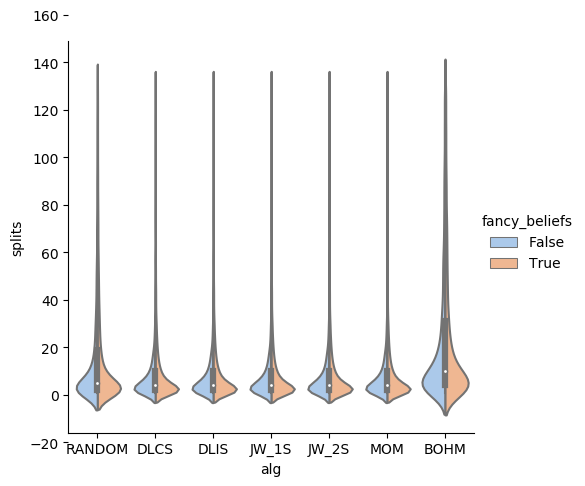 160
140
120
100
80
60
40
20
0
−20
splits
RANDOM DLCS DLIS JW_1S JW_2S MOM BOHM
alg
fancy_beliefs
False
True